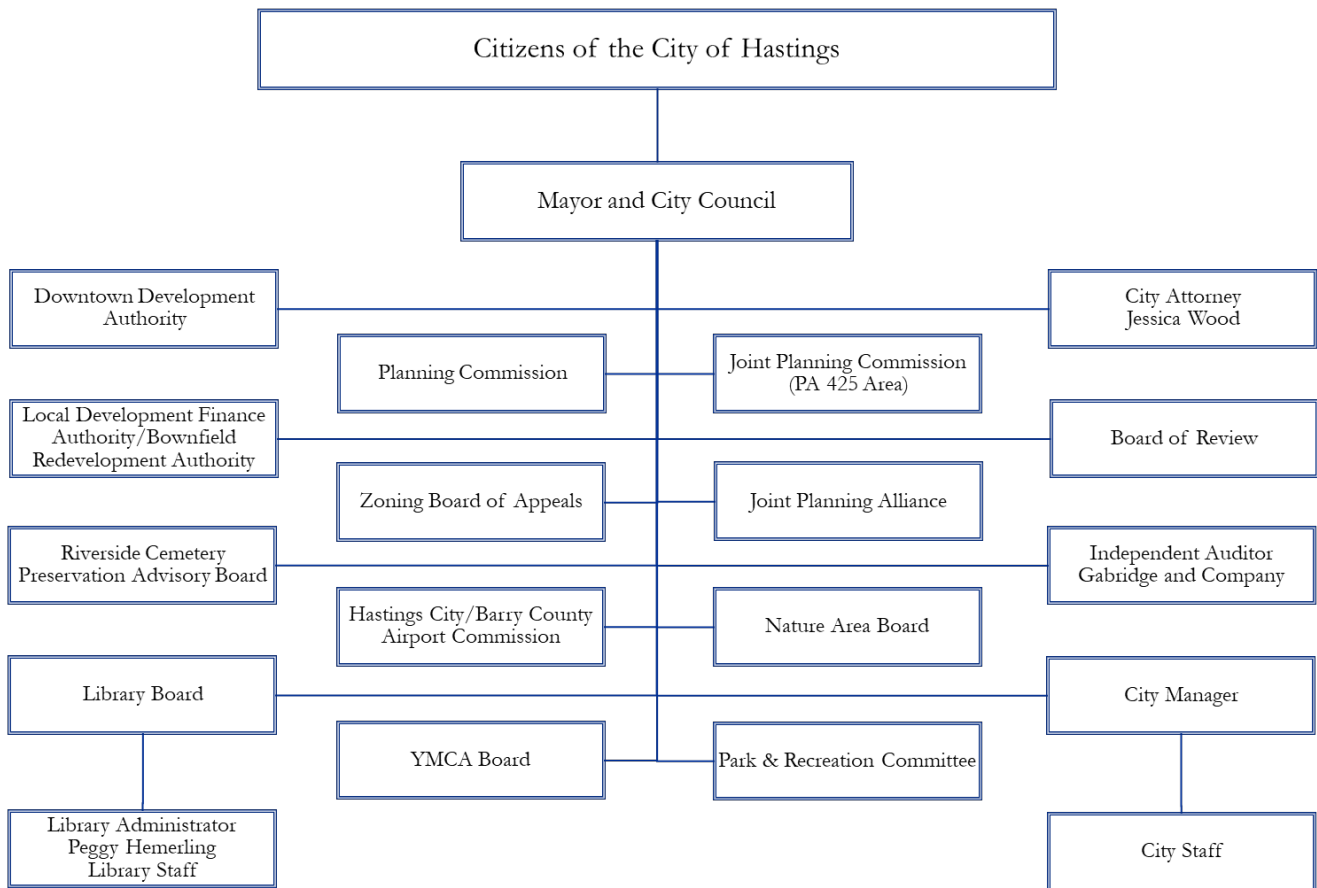 Citizens of the City of Hastings
Mayor and City Council
Downtown Development
Authority
City Attorney
Jessica Wood
Planning Commission
Joint Planning Commission
(PA 425 Area)
Local Development Finance
Authority/Bownfield
Redevelopment Authority
Board of Review
Zoning Board of Appeals
Joint Planning Alliance
Riverside Cemetery
Preservation Advisory Board
Independent Auditor
Gabridge and Company
Hastings City/Barry County
Airport Commission
Nature Area Board
Library Board
City Manager
YMCA Board
Park & Recreation Committee
Library Administrator
Peggy Hemerling
Library Staff
City Staff